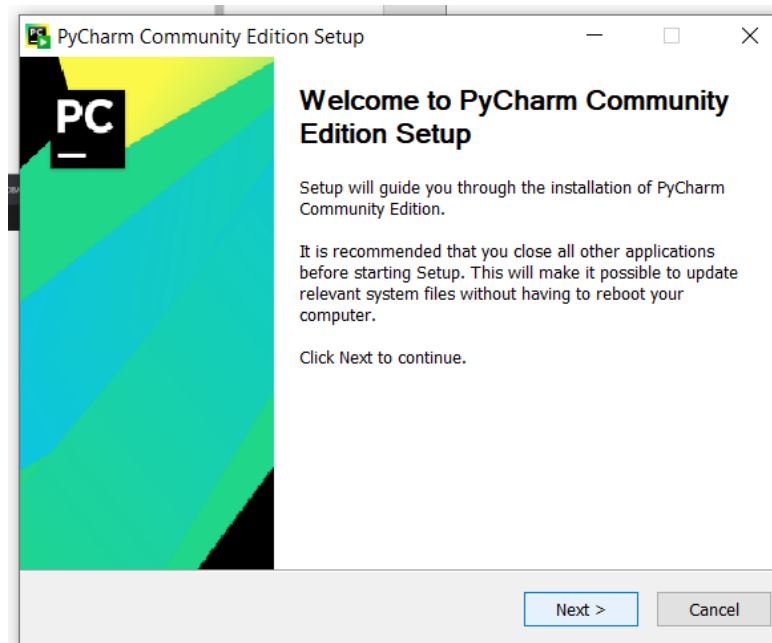 PyCharm Community Edition Setup
PC
Welcome to PyCharm Community
Edition Setup
Setup will guide you through the installation of PyCharm
Community Edition.
It is recommended that you close all other applications
before starting Setup. This will make it possible to update
relevant system files without having to reboot your
computer.
Click Next to continue.
Next >
Cancel